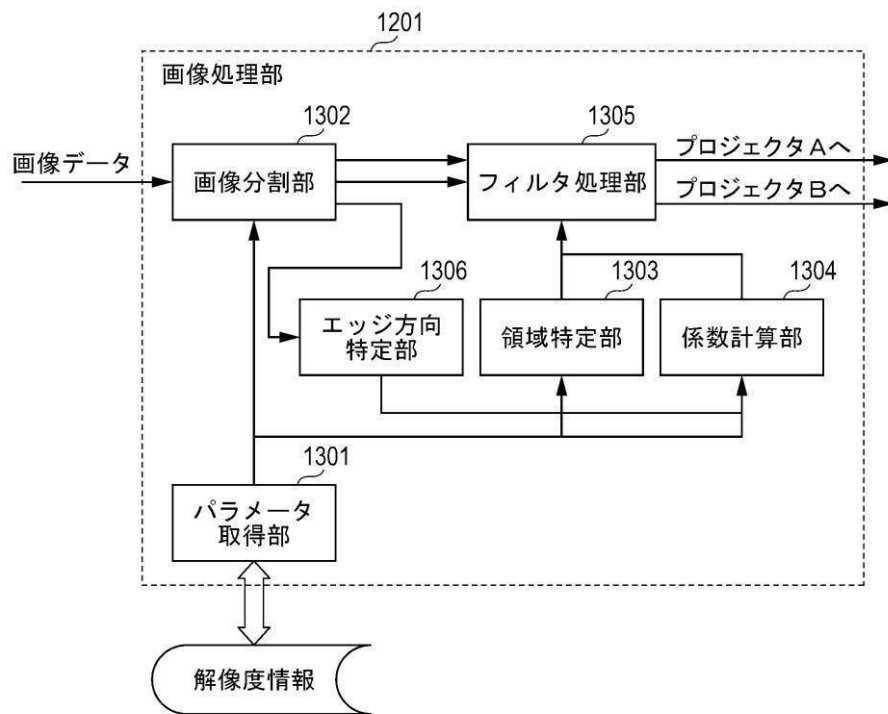 1201
画像処理部
1302
1305
画像データ
画像分割部
フィルタ処理部
プロジェクタAへ
プロジェクタBへ
1306
1303
1304
エッジ方向
特定部
領域特定部
係数計算部
1301
パラメータ
取得部
解像度情報